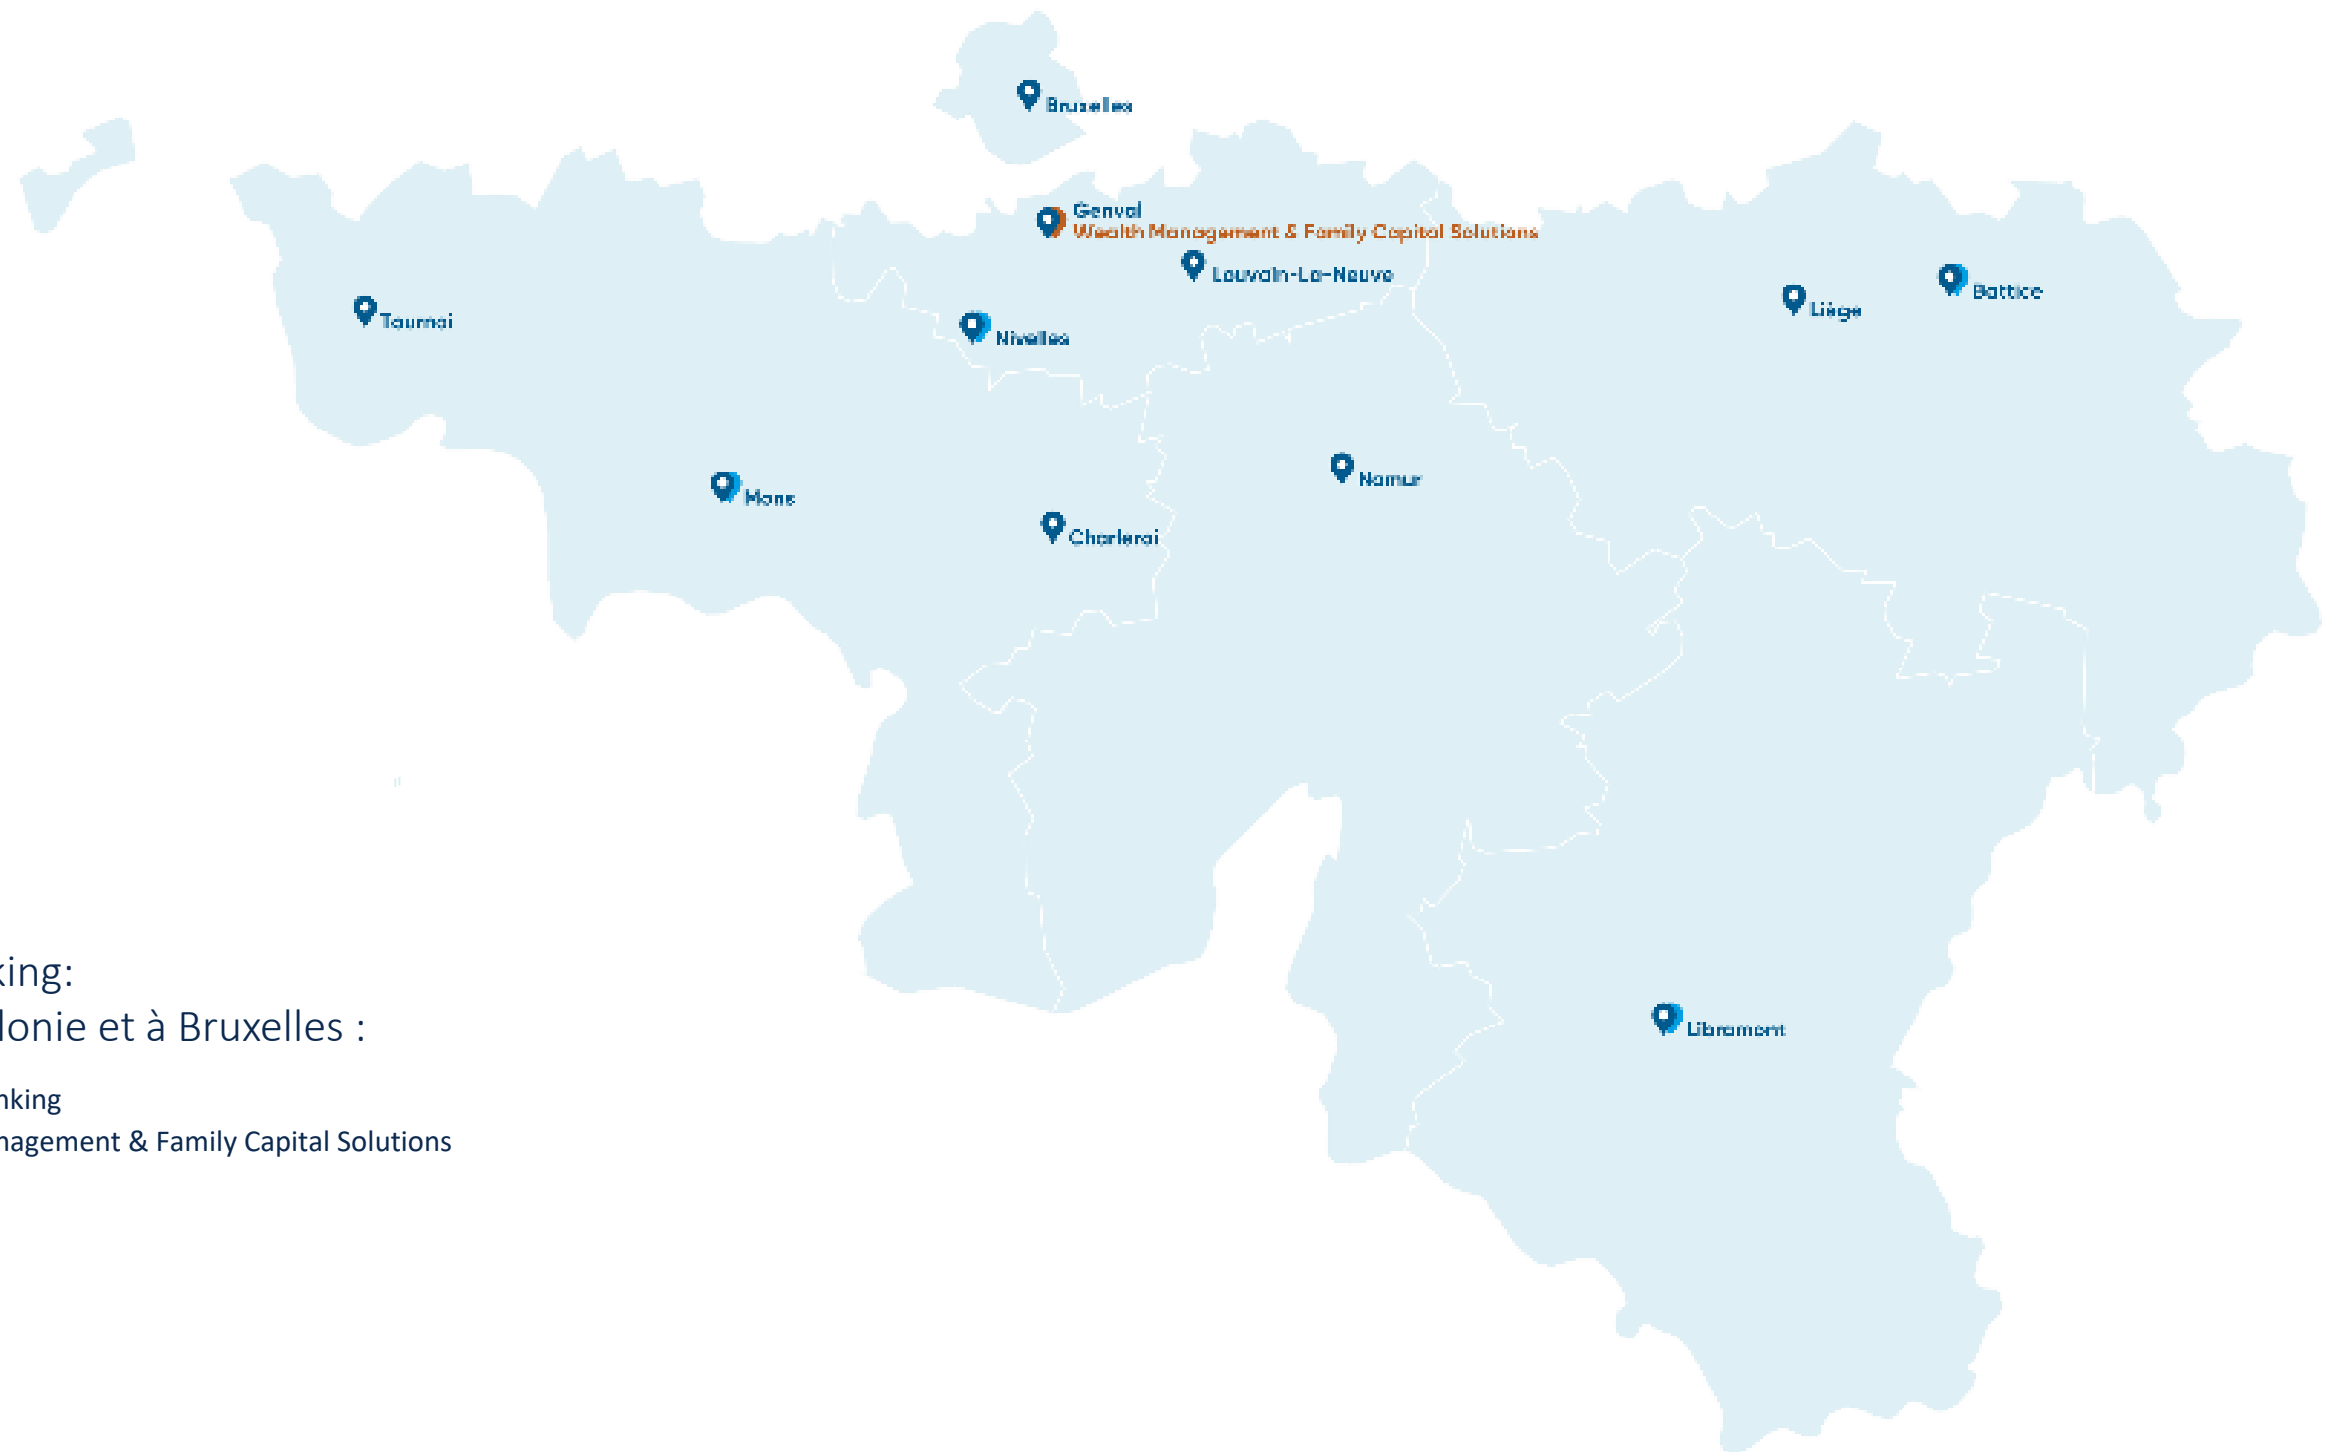 Bruxelles
Genval
Wealth Management & Family Capital Solutions
Louvain-La-Neuve
Tournai
Nivelles
Liège
Battice
Mons
Charleroi
Namur
Libramont
king:
lonie et à Bruxelles :
nking
nagement & Family Capital Solutions